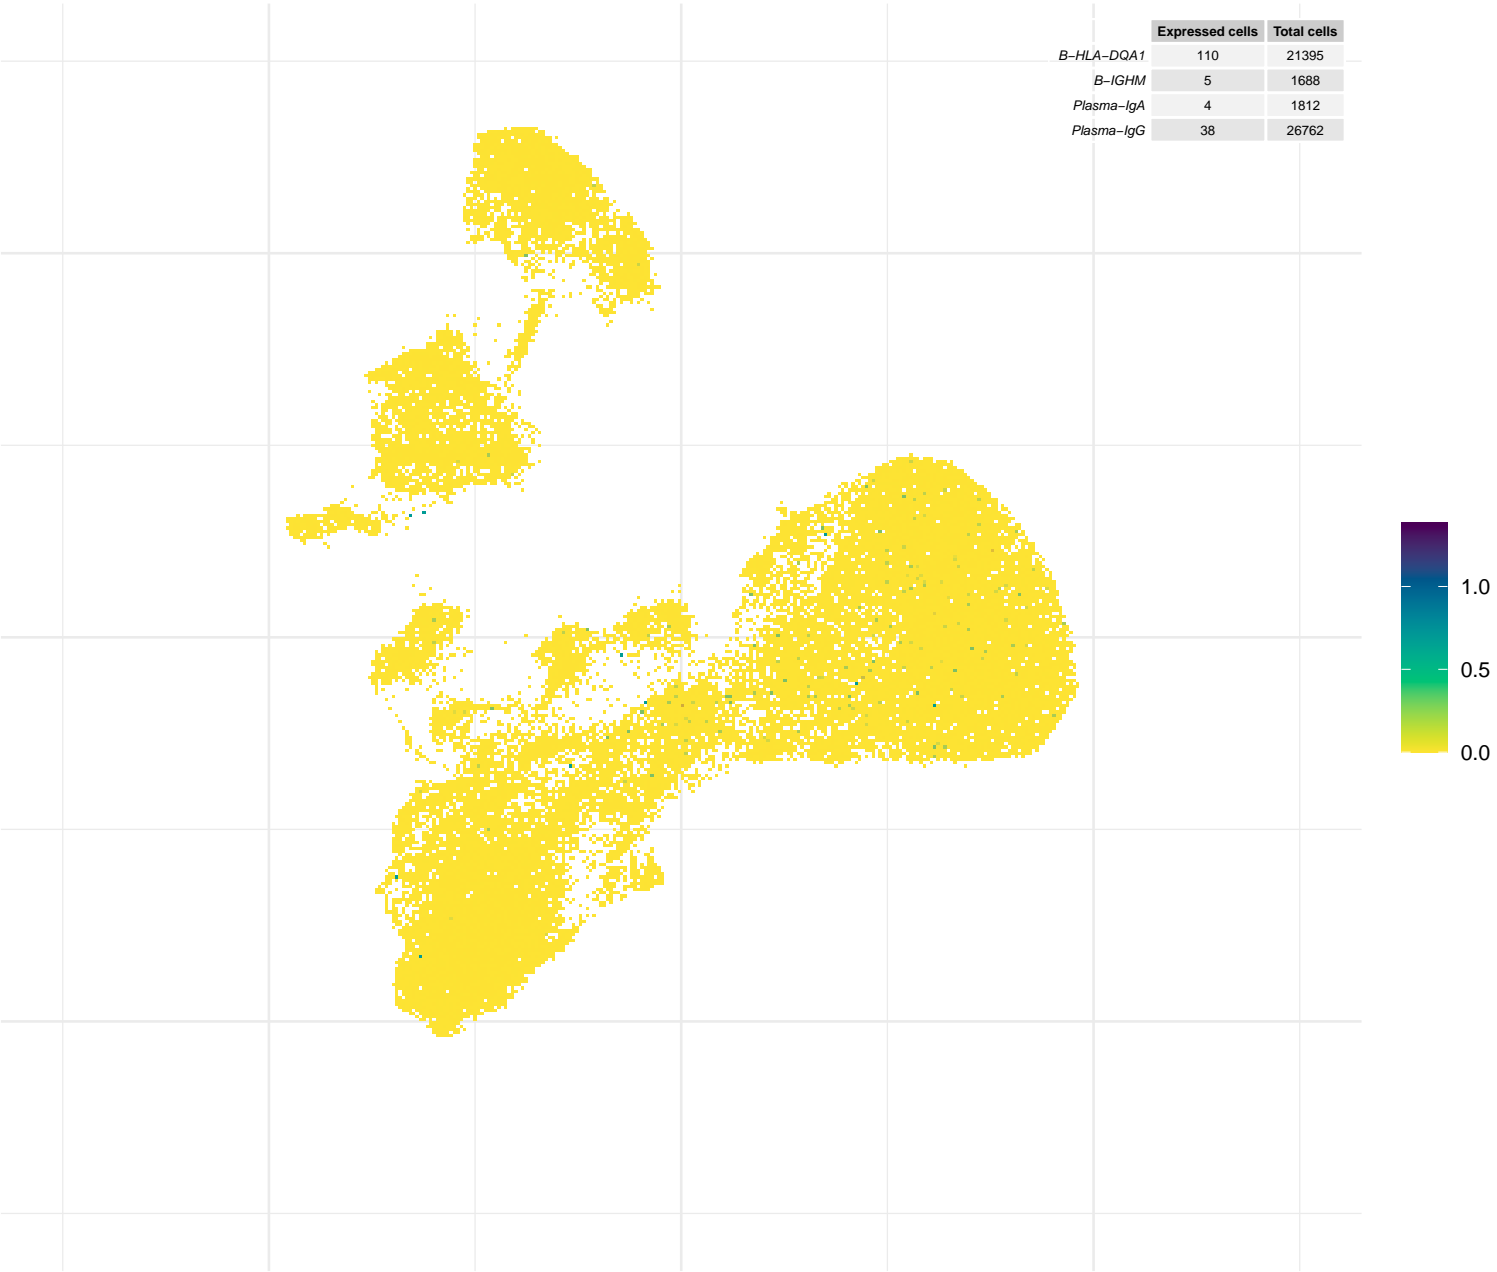 Expressed cells Total cells
B−HLA−DQA1 110 21395
B−IGHM 5 1688
Plasma−IgA 4 1812
Plasma−IgG 38 26762
1.0
0.5
0.0